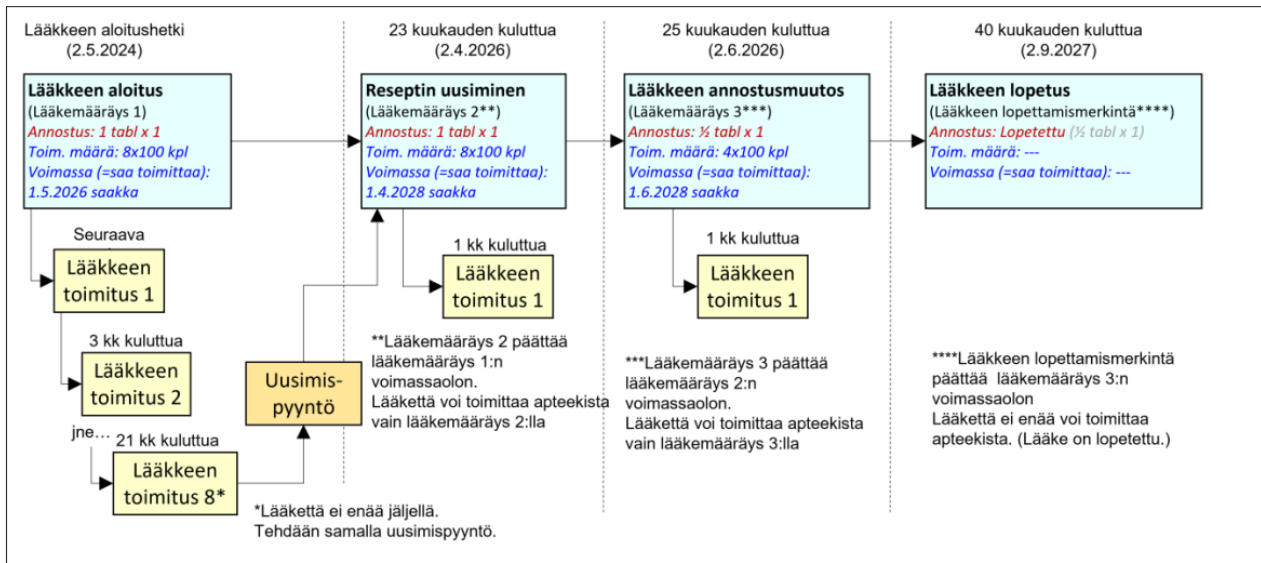 Lääkkeen aloitushetki
(2.5.2024)
Lääkkeen aloitus
(Lääkemääräys 1)
Annostus: 1 tabl x 1
Toim. määrä: 8x100 kpl
Voimassa (=saa toimittaa):
1.5.2026 saakka
Seuraava
Lääkkeen
toimitus 1
3 kk kuluttua
Lääkkeen
toimitus 2
jne...
21 kk kuluttua
Lääkkeen
toimitus 8*
*Lääkettä ei enää jäljellä.
Tehdään samalla uusimispyyntö.
Uusimis-
pyyntö
23 kuukauden kuluttua
(2.4.2026)
Reseptin uusiminen
(Lääkemääräys 2**)
Annostus: 1 tabl x 1
Toim. määrä: 8x100 kpl
Voimassa (=saa toimittaa):
1.4.2028 saakka
1 kk kuluttua
Lääkkeen
toimitus 1
**Lääkemääräys 2 päättää
lääkemääräys 1:n
voimassaolon.
Lääkettä voi toimittaa apteekista
vain lääkemääräys 2:lla
25 kuukauden kuluttua
(2.6.2026)
Lääkkeen annostusmuutos
(Lääkemääräys 3***)
Annostus: ½ tabl x 1
Toim. määrä: 4x100 kpl
Voimassa (=saa toimittaa):
1.6.2028 saakka
1 kk kuluttua
Lääkkeen
toimitus 1
***Lääkemääräys 3 päättää
lääkemääräys 2:n
voimassaolon.
Lääkettä voi toimittaa apteekista
vain lääkemääräys 3:lla
40 kuukauden kuluttua
(2.9.2027)
Lääkkeen lopetus
(Lääkkeen lopettamismerkintä****)
Annostus: Lopetettu (½ tabl x 1)
Toim. määrä: ---
Voimassa (=saa toimittaa): ---
****Lääkkeen lopettamismerkintä
päättää lääkemääräys 3:n
voimassaolon
Lääkettä ei enää voi toimittaa
apteekista. (Lääke on lopetettu.)